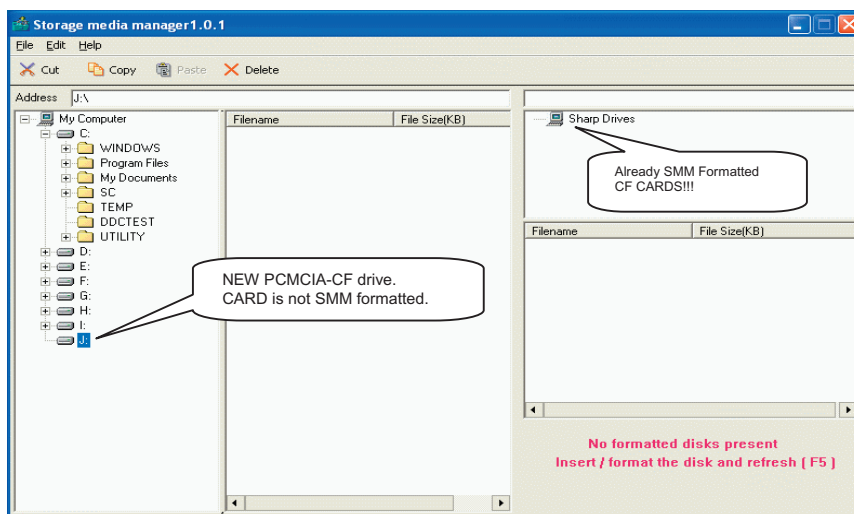 Storage media manager1.0.1
File Edit Help
Cut Copy Paste Delete
Address J:\
My Computer
C:
WINDOWS
Program Files
My Documents
SC
TEMP
DDCTEST
UTILITY
D:
E:
F:
G:
H:
I:
J:
Filename File Size(KB)
NEW PCMCIA-CF drive.
CARD is not SMM formatted.
Sharp Drives
Already SMM Formatted
CF CARDS!!!
Filename File Size(KB)
No formatted disks present
Insert / format the disk and refresh ( F5 )